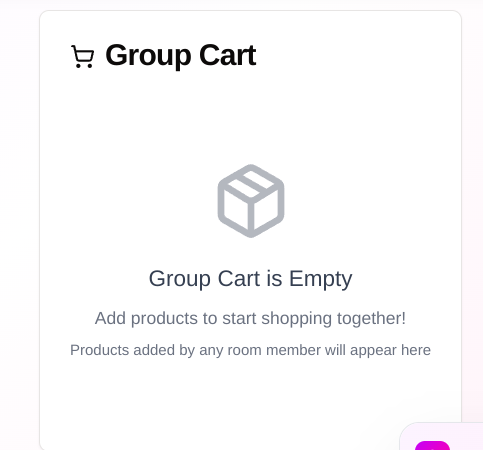 Group Cart
Group Cart is Empty
Add products to start shopping together!
Products added by any room member will appear here